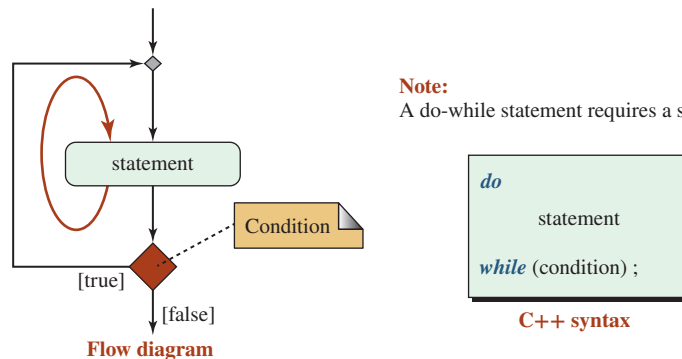 statement
Condition
[true]
[false]
Flow diagram
Note:
A do-while statement requires a
do
statement
while (condition) ;
C++ syntax